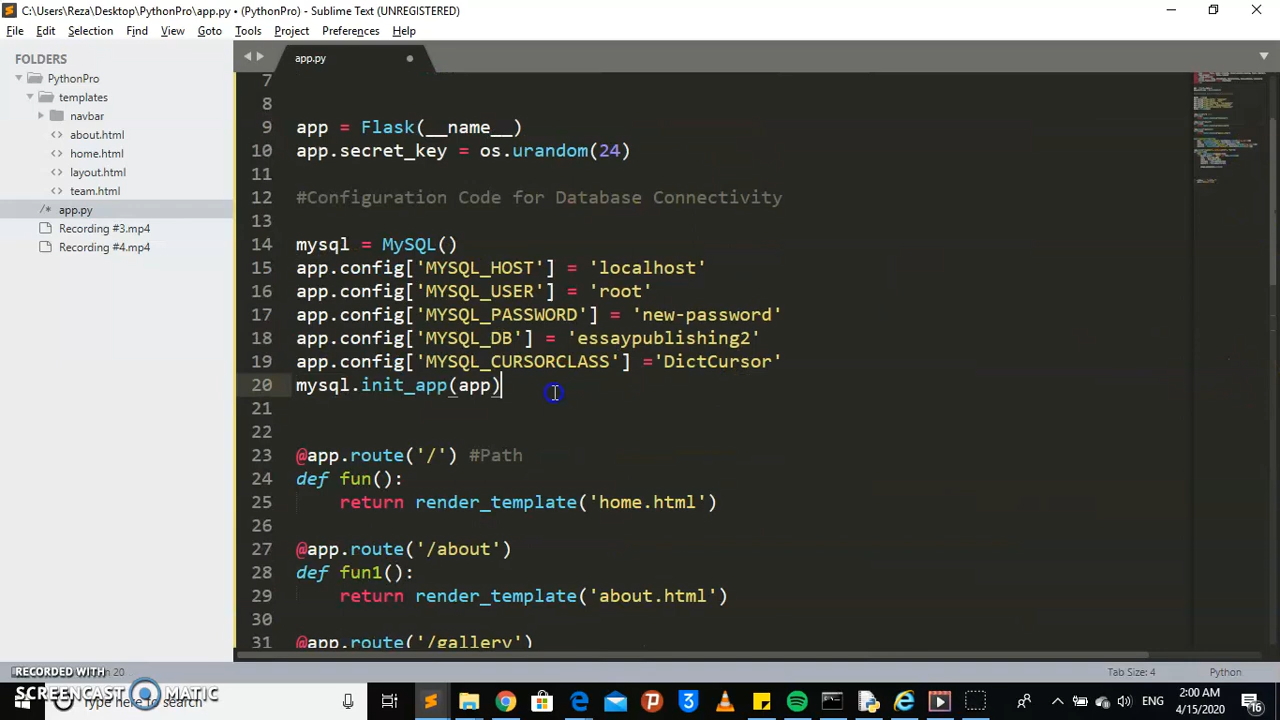 C:\Users\Reza\Desktop\PythonPro\app.py • (PythonPro) - Sublime Text (UNREGISTERED)
File Edit Selection Find View Goto Tools Project Preferences Help
FOLDERS
PythonPro
templates
navbar
about.html
home.html
layout.html
team.html
app.py
Recording #3.mp4
Recording #4.mp4
app.py
7
8
9 app = Flask(__name__)
10 app.secret_key = os.urandom(24)
11
12 #Configuration Code for Database Connectivity
13
14 mysql = MySQL()
15 app.config['MYSQL_HOST'] = 'localhost'
16 app.config['MYSQL_USER'] = 'root'
17 app.config['MYSQL_PASSWORD'] = 'new-password'
18 app.config['MYSQL_DB'] = 'essaypublishing2'
19 app.config['MYSQL_CURSORCLASS'] ='DictCursor'
20 mysql.init_app(app)
21
22
23 @app.route('/') #Path
24 def fun():
25 return render_template('home.html')
26
27 @app.route('/about')
28 def fun1():
29 return render_template('about.html')
30
31 @app.route('/gallery')
20 Tab Size: 4 Python
RECORDED WITH
SCREENCAST MATIC
Type here to search
ENG
2:00 AM
4/15/2020
16